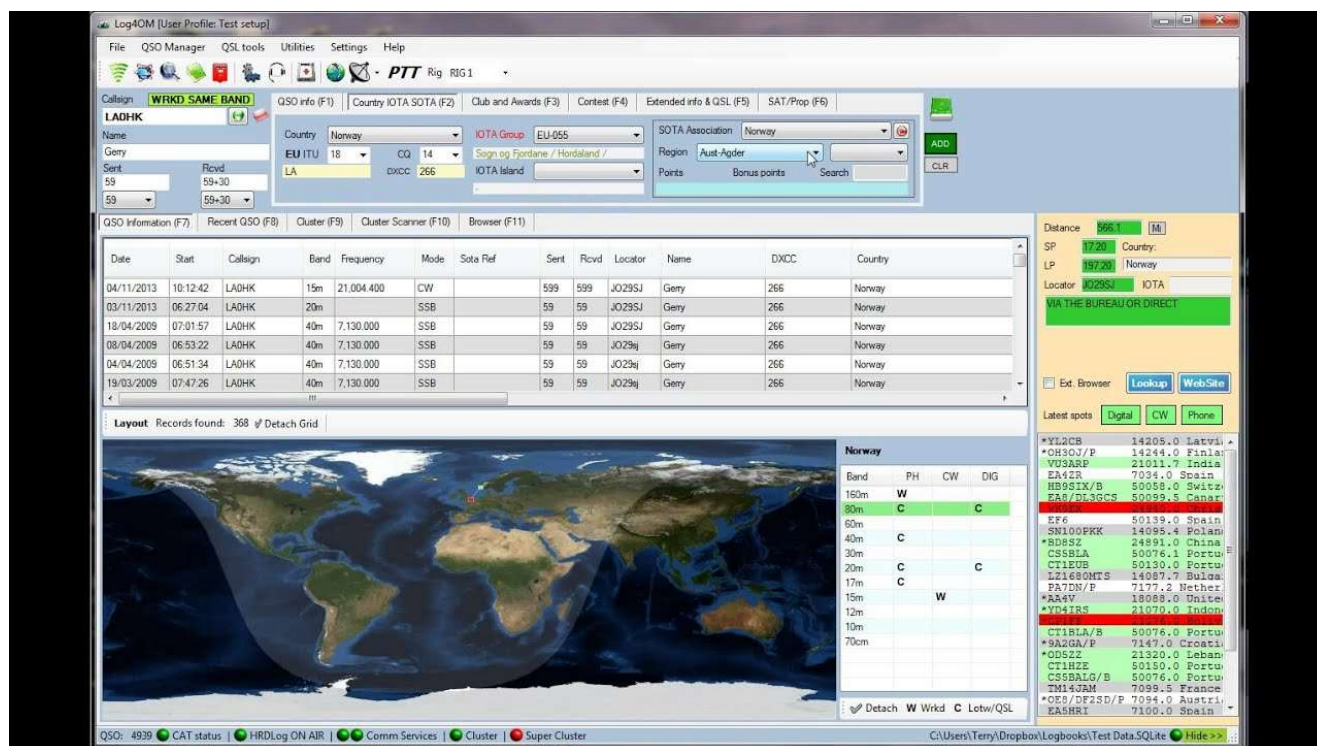 Log4OM [User Profile: Test setup]
File QSO Manager QSL tools Utilities Settings Help
PTT Rig RIG 1
Callsign WRKD SAME BAND
LA0HK
Name
Gerry
Sent Rcvd
59 59+30
59 59+30
QSO info (F1) Country IOTA SOTA (F2) Club and Awards (F3) Contest (F4) Extended info & QSL (F5) SAT/Prop (F6)
Country Norway IOTA Group EU-055 SOTA Association Norway
EU ITU 18 CQ 14 Sogn og Fjordane / Hordaland / Region Aust-Agder
LA DXCC 266 IOTA Island Points Bonus points Search
ADD
CLR
QSO Information (F7) Recent QSO (F8) Cluster (F9) Cluster Scanner (F10) Browser (F11)
Date Start Callsign Band Frequency Mode Sota Ref Sent Rcvd Locator Name DXCC Country
04/11/2013 10:12:42 LA0HK 15m 21,004.400 CW 599 599 JO29SJ Gerry 266 Norway
03/11/2013 06:27:04 LA0HK 20m SSB 59 59 JO29SJ Gerry 266 Norway
18/04/2009 07:01:57 LA0HK 40m 7,130.000 SSB 59 59 JO29SJ Gerry 266 Norway
08/04/2009 06:53:22 LA0HK 40m 7,130.000 SSB 59 59 JO29sj Gerry 266 Norway
04/04/2009 06:51:34 LA0HK 40m 7,130.000 SSB 59 59 JO29sj Gerry 266 Norway
19/03/2009 07:47:26 LA0HK 40m 7,130.000 SSB 59 59 JO29sj Gerry 266 Norway
Layout Records found: 368 Detach Grid
Distance 566.1 Mi
SP 17.20 Country:
LP 197.20 Norway
Locator JO29SJ IOTA
VIA THE BUREAU OR DIRECT
Ext. Browser Lookup WebSite
Latest spots Digital CW Phone
Norway
Band PH CW DIG
160m W
80m C C
60m
40m C
30m
20m C C
17m C
15m W
12m
10m
70cm
Detach W Wrkd C Lotw/QSL
*YL2CB 14205.0 Latvi
*OH3OJ/P 14244.0 Finla
VU3ARP 21011.7 India
EA4ZR 7034.0 Spain
HB9SIX/B 50058.0 Switz
EA8/DL3GCS 50099.5 Canar
EF6 50139.0 Spain
SN100PKK 14095.4 Polan
*BD8SZ 24891.0 China
CS5BLA 50076.1 Portu
CT1EUB 50130.0 Portu
LZ1680MTS 14087.7 Bulga
PA7DN/P 7177.2 Nether
*AA4V 18088.0 Unite
*YD4IRS 21070.0 Indon
CT1BLA/B 50076.0 Portu
*9A2GA/P 7147.0 Croati
*OD5ZZ 21320.0 Leban
CT1HZE 50150.0 Portu
CS5BALG/B 50076.0 Portu
TM14JAM 7099.5 France
*OE8/DF2SD/P 7094.0 Austri
EA5HRI 7100.0 Spain
QSO: 4939 CAT status | HRDLog ON AIR | Comm Services | Cluster | Super Cluster C:\Users\Terry\Dropbox\Logbooks\Test Data.SQLite Hide >>